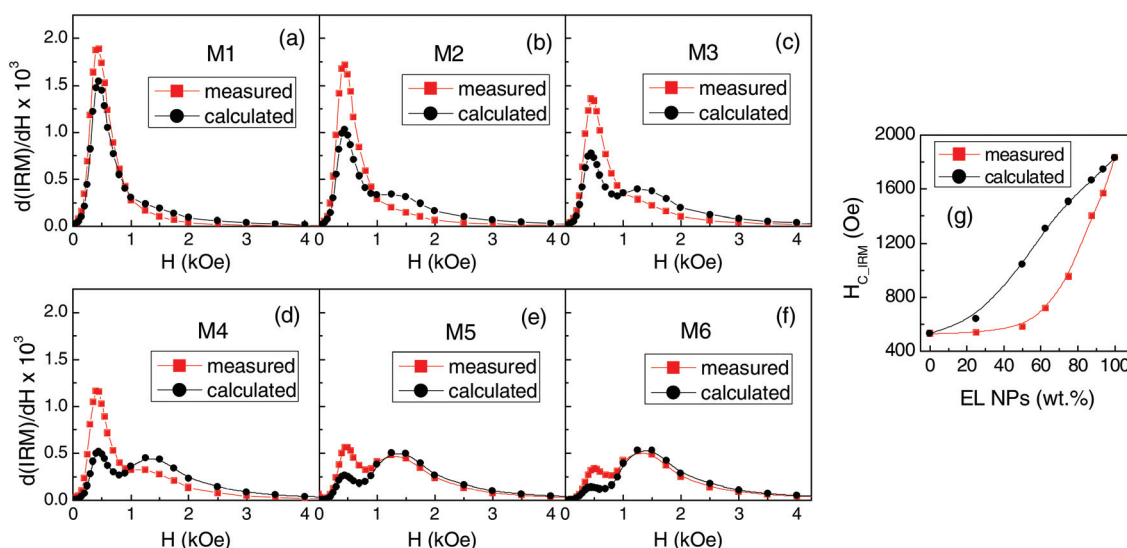 M1 (a)
measured
calculated
M2 (b)
measured
calculated
M3 (c)
measured
calculated
d(IRM)/dH x 10³
2.0
1.5
1.0
0.5
0.0
0 1 2 3 4
0 1 2 3 4
0 1 2 3 4
H (kOe)
H (kOe)
H (kOe)
M4 (d)
measured
calculated
M5 (e)
measured
calculated
M6 (f)
measured
calculated
d(IRM)/dH x 10³
2.0
1.5
1.0
0.5
0.0
0 1 2 3 4
0 1 2 3 4
0 1 2 3 4
H (kOe)
H (kOe)
H (kOe)
measured
calculated
(g)
H_C_IRM (Oe)
2000
1600
1200
800
400
0 20 40 60 80 100
EL NPs (wt.%)